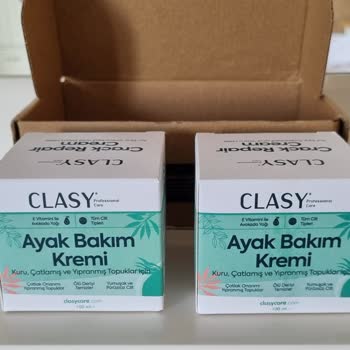 Crack Repair
Cream
CLASY
CLASY
Professional
Care
E Vitamini ile
Avokado Yağı
Tüm Cilt
Tipleri
Ayak Bakım
Kremi
Kuru, Çatlamış ve Yıpranmış Topuklar için
Çatlak Onarımı
Yıpranmış Topuklar
Ölü Deriyi
Temizler
Yumuşak ve
Pürüzsüz Cilt
clasycare.com
Crack Repair
Cream
CLASY
CLASY
Professional
Care
E Vitamini ile
Avokado Yağı
Tüm Cilt
Tipleri
Ayak Bakım
Kremi
Kuru, Çatlamış ve Yıpranmış Topuklar için
Çatlak Onarımı
Yıpranmış Topuklar
Ölü Deriyi
Temizler
Yumuşak ve
Pürüzsüz Cilt
clasycare.com